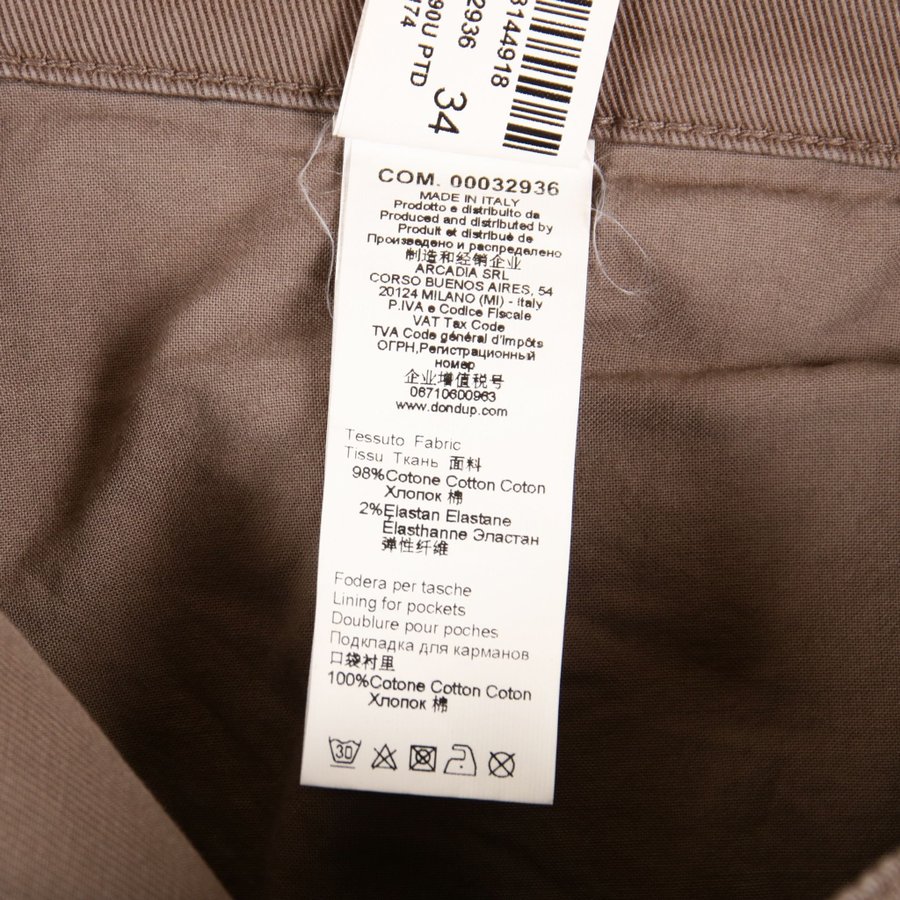 8144918
2936
90U PTD
174
34
COM. 00032936
MADE IN ITALY
Prodotto e distribuito da
Produced and distributed by
Produit et distribué de
Произведено и распределено
制造和经销企业
ARCADIA SRL
CORSO BUENOS AIRES, 54
20124 MILANO (MI) - Italy
P.IVA e Codice Fiscale
VAT Tax Code
TVA Code général d'impôts
ОГРН,Регистрационный
номер
企业增值税号
06710600963
www.dondup.com
Tessuto Fabric
Tissu Ткань 面料
98%Cotone Cotton Coton
Хлопок 棉
2%Elastan Elastane
Élasthanne Эластан
弹性纤维
Fodera per tasche
Lining for pockets
Doublure pour poches
Подкладка для карманов
口袋衬里
100%Cotone Cotton Coton
Хлопок 棉
30